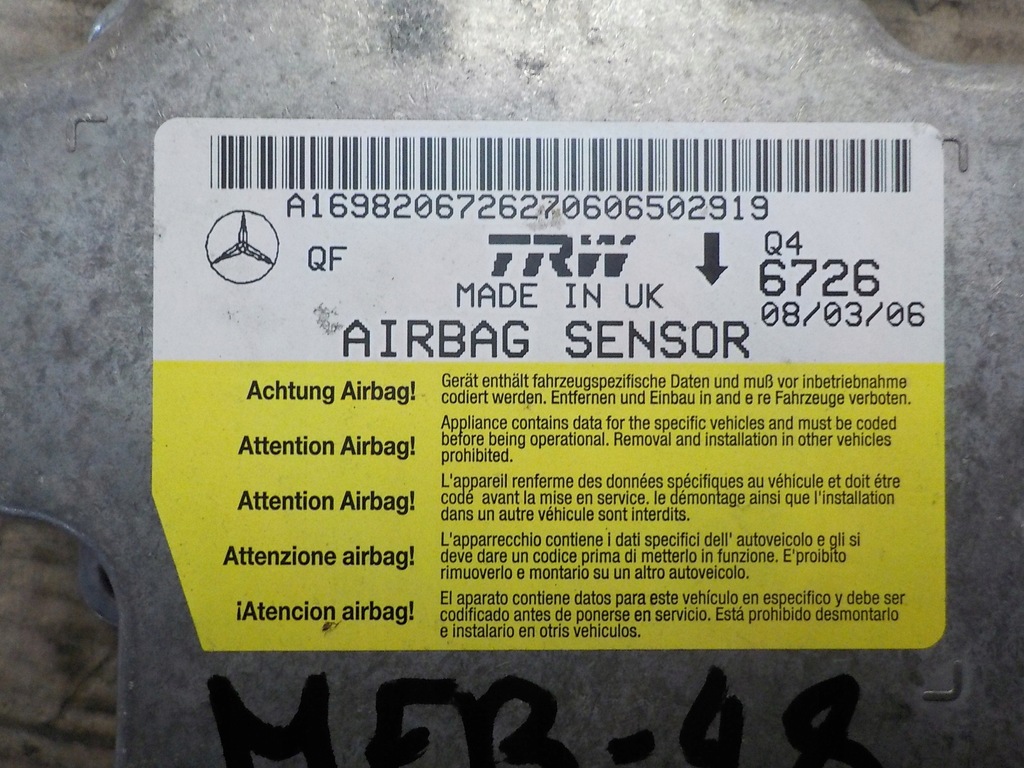 A16982067262706065029​19
QF
TRW
Q4
6726
MADE IN UK
08/03/06
AIRBAG SENSOR
Achtung Airbag!
Gerät enthält fahrzeugspezifische Daten und muß vor inbetriebnahme
codiert werden. Entfernen und Einbau in and e re Fahrzeuge verboten.
Attention Airbag!
Appliance contains data for the specific vehicles and must be coded
before being operational. Removal and installation in other vehicles
prohibited.
Attention Airbag!
L'appareil renferme des données spécifiques au véhicule et doit étre
codé avant la mise en service. le démontage ainsi que l'installation
dans un autre véhicule sont interdits.
Attenzione airbag!
L'apparrecchio contiene i dati specifici dell' autoveicolo e gli si
deve dare un codice prima di metterlo in funzione. E'proibito
rimuoverlo e montario su un altro autoveicolo.
¡Atencion airbag!
El aparato contiene datos para este vehículo en especifico y debe ser
codificado antes de ponerse en servicio. Está prohibido desmontarlo
e instalario en otris vehículos.